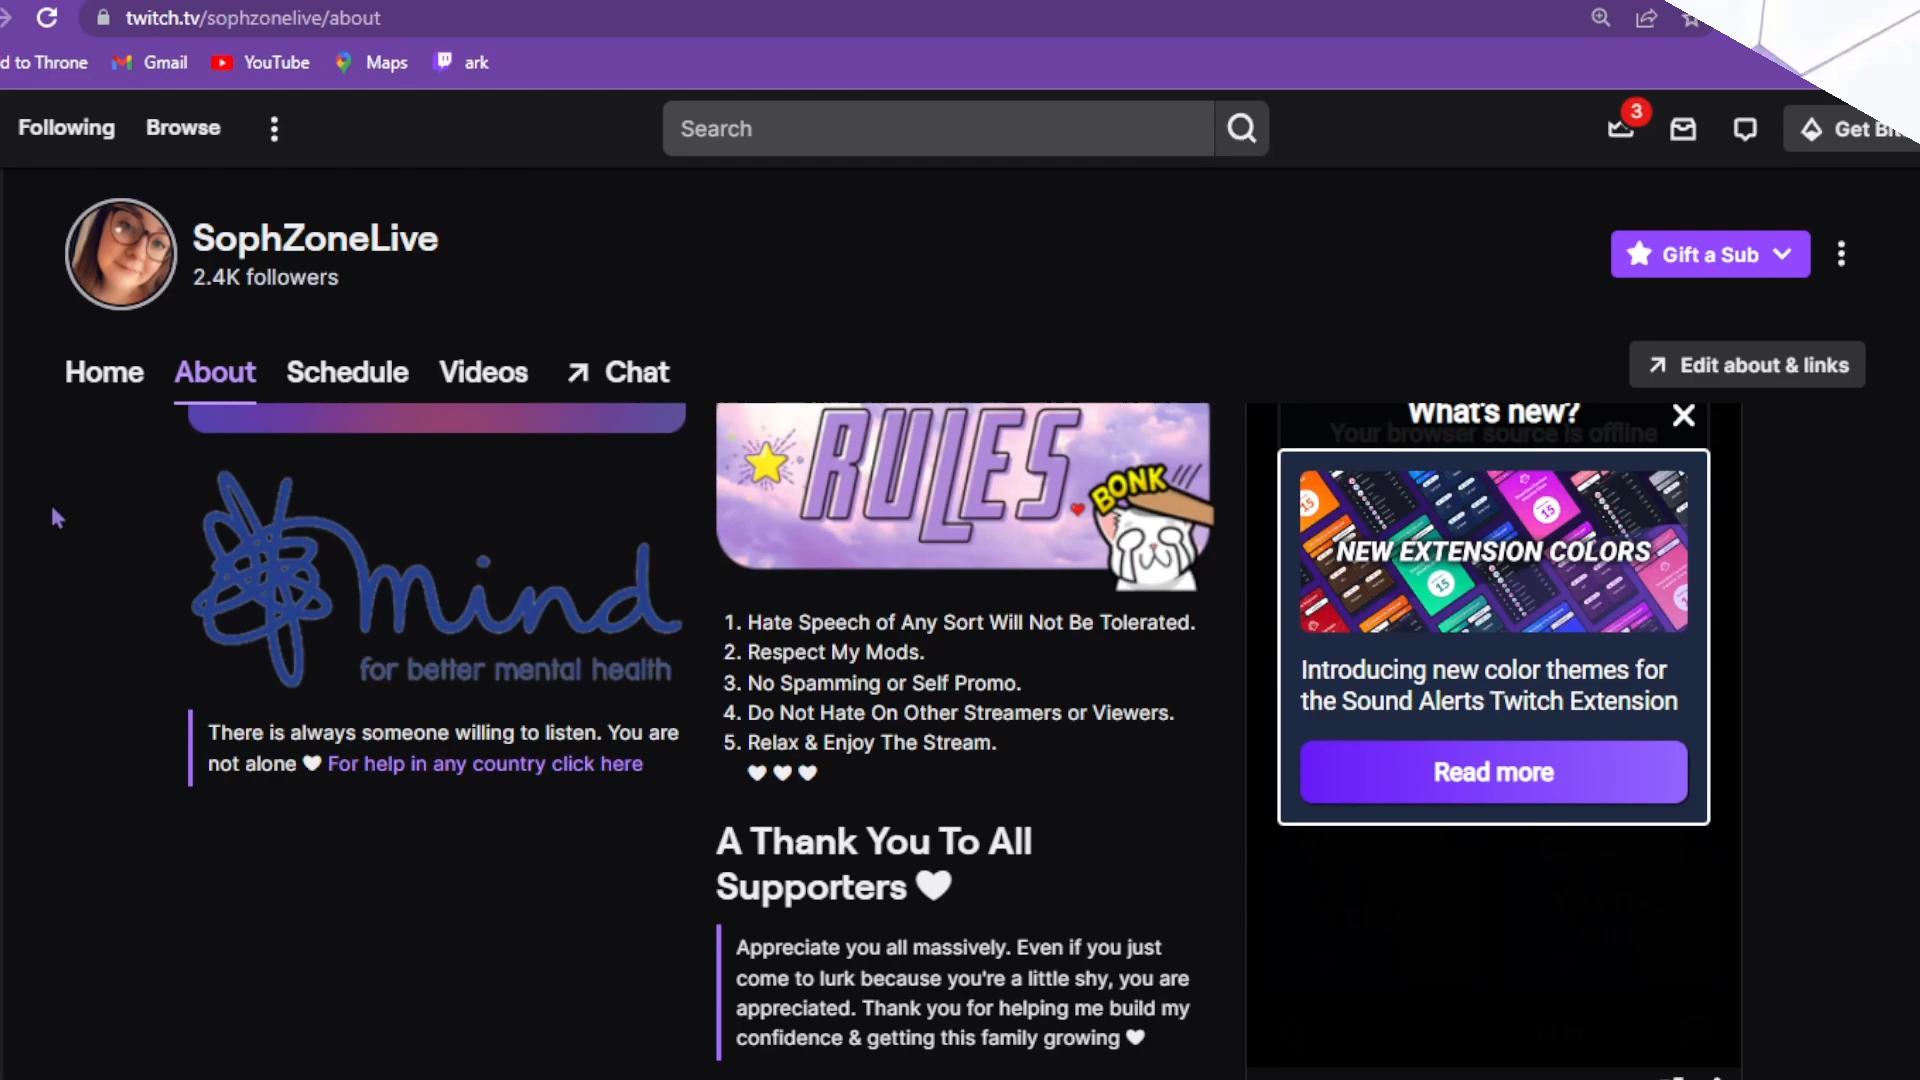 twitch.tv/sophzonelive/about
d to Throne Gmail YouTube Maps ark
Following Browse Search 3 Get Bit
SophZoneLive
2.4K followers
Gift a Sub
Home About Schedule Videos Chat
Edit about & links
mind
for better mental health
There is always someone willing to listen. You are
not alone 🤍 For help in any country click here
RULES
BONK
1. Hate Speech of Any Sort Will Not Be Tolerated.
2. Respect My Mods.
3. No Spamming or Self Promo.
4. Do Not Hate On Other Streamers or Viewers.
5. Relax & Enjoy The Stream.
🤍 🤍 🤍
A Thank You To All
Supporters 🤍
Appreciate you all massively. Even if you just
come to lurk because you're a little shy, you are
appreciated. Thank you for helping me build my
confidence & getting this family growing 🤍
What's new?
Your browser source is offline
NEW EXTENSION COLORS
15
15
15
Introducing new color themes for
the Sound Alerts Twitch Extension
Read more